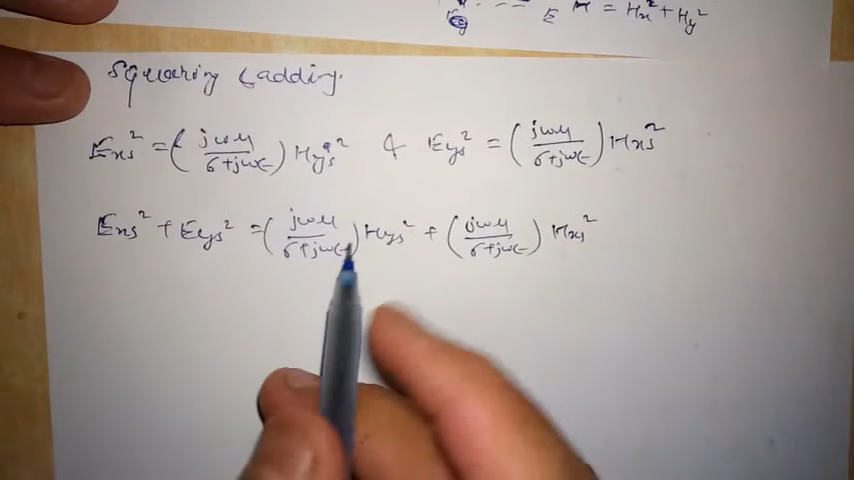 E H = Hx² + Hy²
Squaring & adding.
Exs² = (jωμ / σ+jωε) Hys² & Eys² = (jωμ / σ+jωε) Hxs²
Exs² + Eys² = (jωμ / σ+jωε) Hys² + (jωμ / σ+jωε) Hxs²